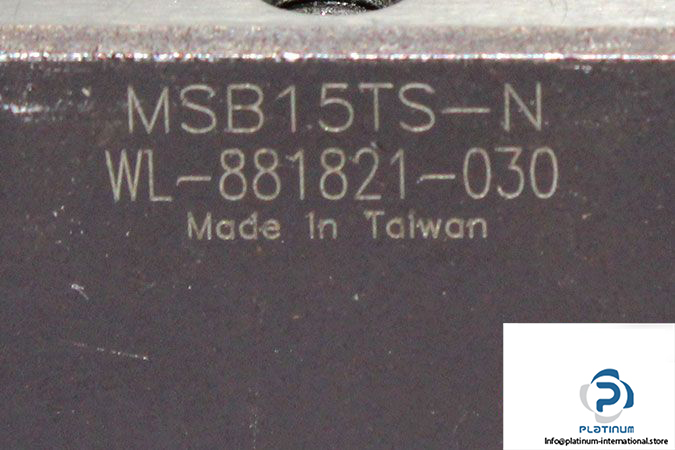 MSB15TS-N
WL-881821-030
Made In Taiwan
PLATINUM
Info@platinum-international.store